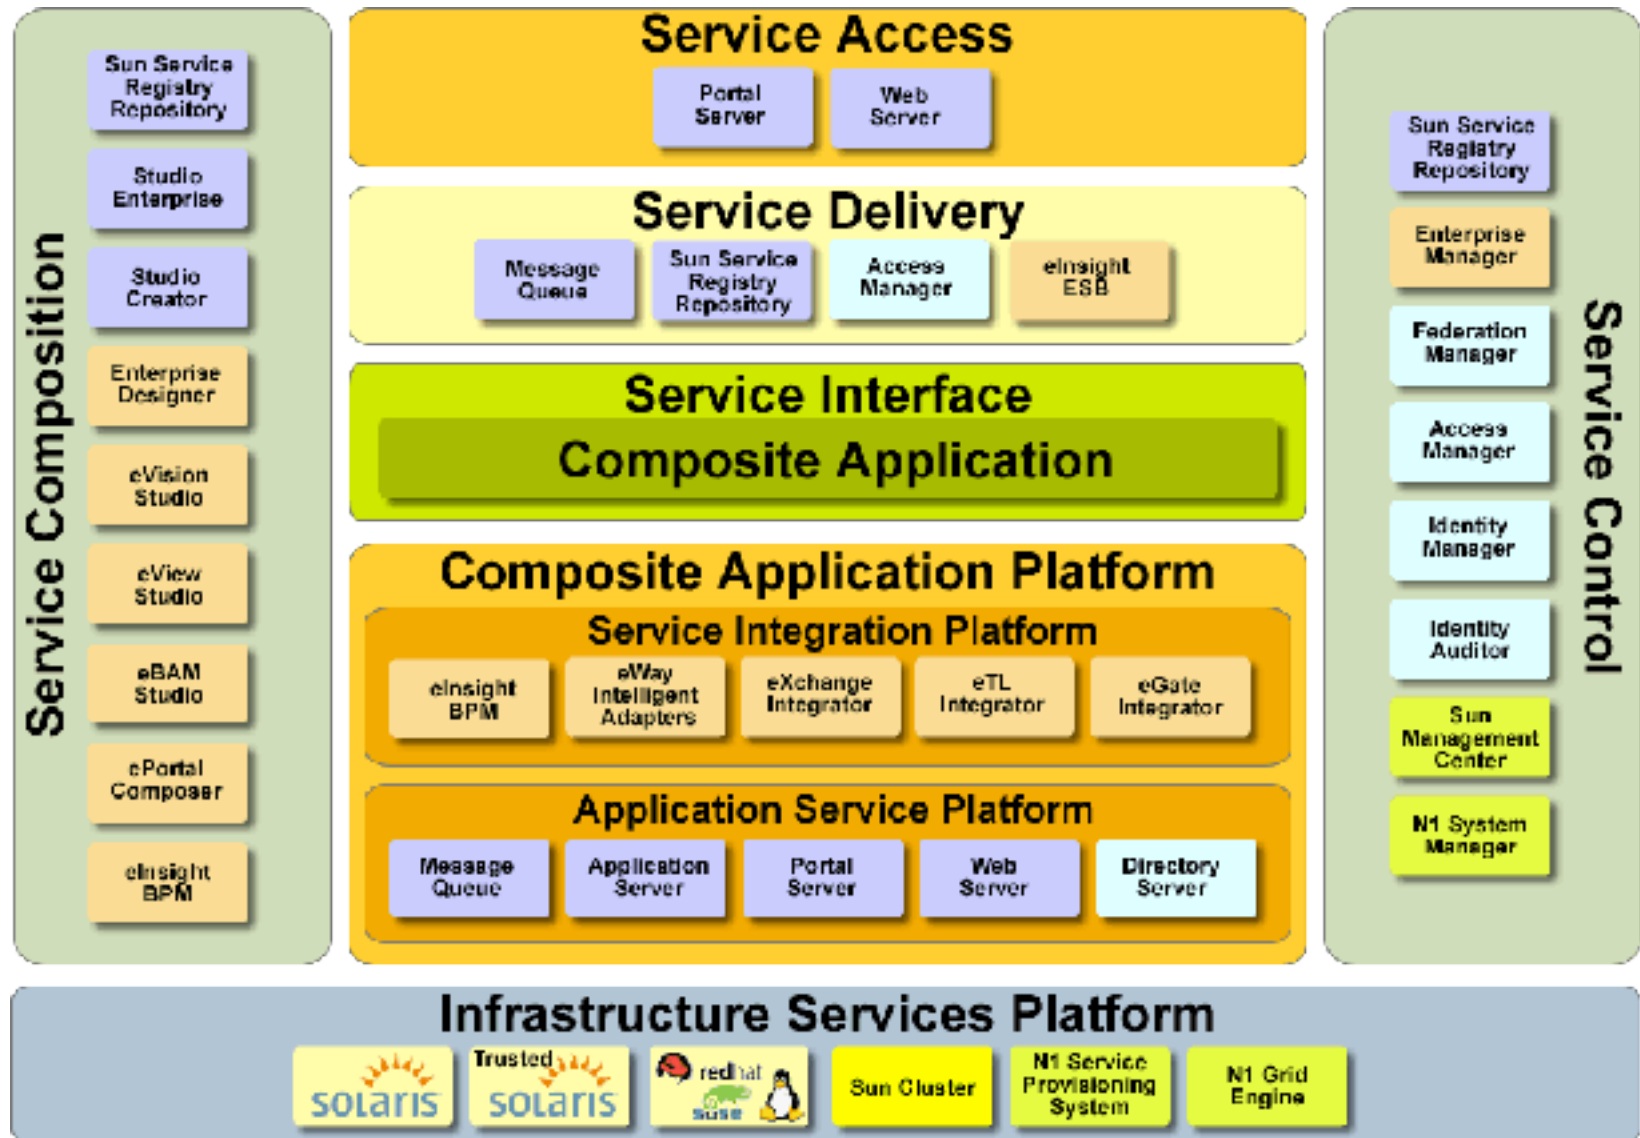 Service Composition
Sun Service
Registry
Repository
Studio
Enterprise
Studio
Creator
Enterprise
Designer
eVision
Studio
eView
Studio
eBAM
Studio
ePortal
Composer
eInsight
BPM
Service Access
Portal
Server
Web
Server
Service Delivery
Message
Queue
Sun Service
Registry
Repository
Access
Manager
eInsight
ESB
Service Interface
Composite Application
Composite Application Platform
Service Integration Platform
eInsight
BPM
eWay
Intelligent
Adapters
eXchange
Integrator
eTL
Integrator
eGate
Integrator
Application Service Platform
Message
Queue
Application
Server
Portal
Server
Web
Server
Directory
Server
Service Control
Sun Service
Registry
Repository
Enterprise
Manager
Federation
Manager
Access
Manager
Identity
Manager
Identity
Auditor
Sun
Management
Center
N1 System
Manager
Infrastructure Services Platform
solaris
Trusted
solaris
redhat
suse
Sun Cluster
N1 Service
Provisioning
System
N1 Grid
Engine